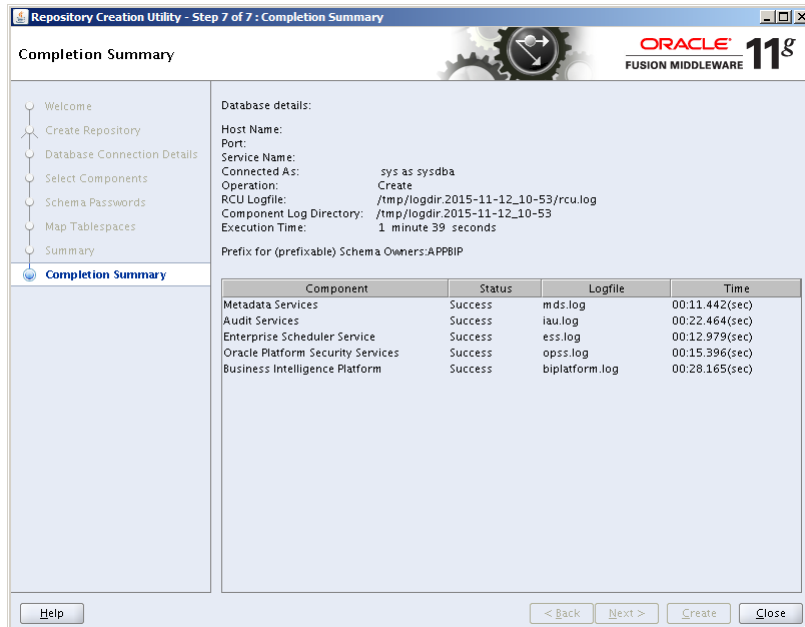 Repository Creation Utility - Step 7 of 7 : Completion Summary
Completion Summary
ORACLE
FUSION MIDDLEWARE 11g
Welcome
Create Repository
Database Connection Details
Select Components
Schema Passwords
Map Tablespaces
Summary
Completion Summary
Database details:
Host Name:
Port:
Service Name:
Connected As: sys as sysdba
Operation: Create
RCU Logfile: /tmp/logdir.2015-11-12_10-53/rcu.log
Component Log Directory: /tmp/logdir.2015-11-12_10-53
Execution Time: 1 minute 39 seconds
Prefix for (prefixable) Schema Owners:APPBIP
Component Status Logfile Time
Metadata Services Success mds.log 00:11.442(sec)
Audit Services Success iau.log 00:22.464(sec)
Enterprise Scheduler Service Success ess.log 00:12.979(sec)
Oracle Platform Security Services Success opss.log 00:15.396(sec)
Business Intelligence Platform Success biplatform.log 00:28.165(sec)
Help < Back Next > Create Close